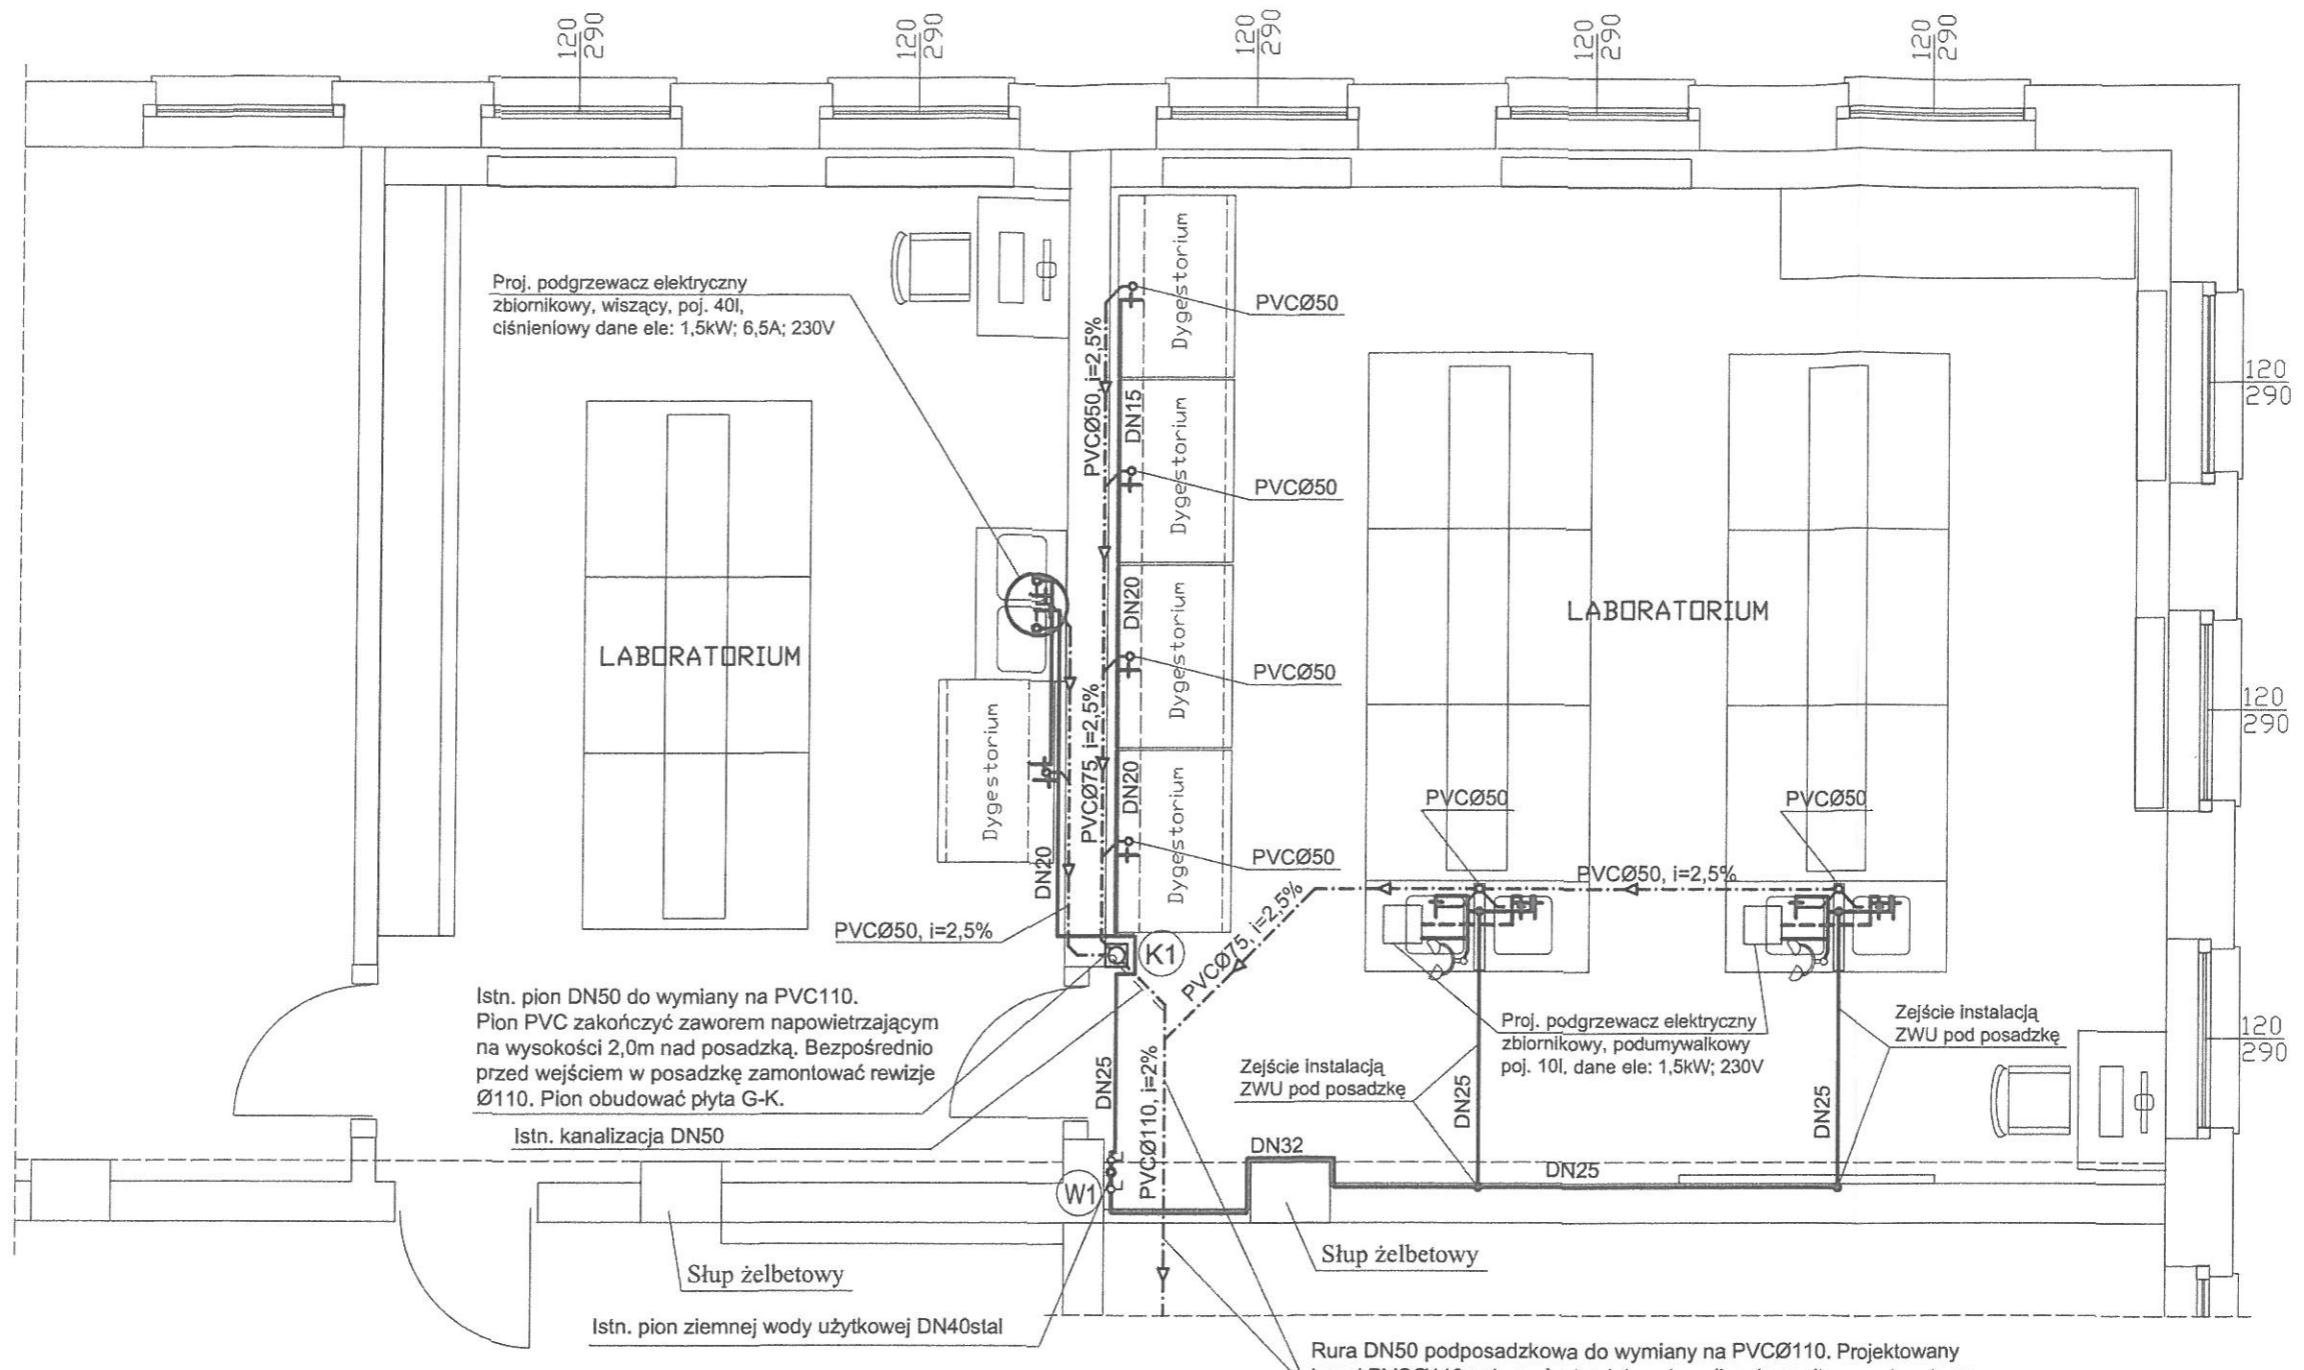 120
290
120
290
120
290
120
290
120
290
Proj. podgrzewacz elektryczny
zbiornikowy, wiszący, poj. 40l,
ciśnieniowy dane ele: 1,5kW; 6,5A; 230V
Dygestorium
PVCØ50
PVCØ50, i=2,5%
DN15
Dygestorium
PVCØ50
120
290
DN20
Dygestorium
LABORATORIUM
LABORATORIUM
PVCØ50
PVCØ75, i=2,5%
120
290
Dygestorium
DN20
Dygestorium
PVCØ50
PVCØ50
PVCØ50
DN20
PVCØ50, i=2,5%
PVCØ50, i=2,5%
PVCØ75, i=2,5%
K1
Istn. pion DN50 do wymiany na PVC110.
Pion PVC zakończyć zaworem napowietrzającym
na wysokości 2,0m nad posadzką. Bezpośrednio
przed wejściem w posadzkę zamontować rewizje
Ø110. Pion obudować płyta G-K.
Istn. kanalizacja DN50
DN25
PVCØ110, i=2%
Zejście instalacją
ZWU pod posadzkę
Proj. podgrzewacz elektryczny
zbiornikowy, podumywalkowy
poj. 10l, dane ele: 1,5kW; 230V
Zejście instalacją
ZWU pod posadzkę
120
290
DN25
DN25
DN32
DN25
W1
Słup żelbetowy
Słup żelbetowy
Istn. pion ziemnej wody użytkowej DN40stal
Rura DN50 podposadzkowa do wymiany na PVCØ110. Projektowany